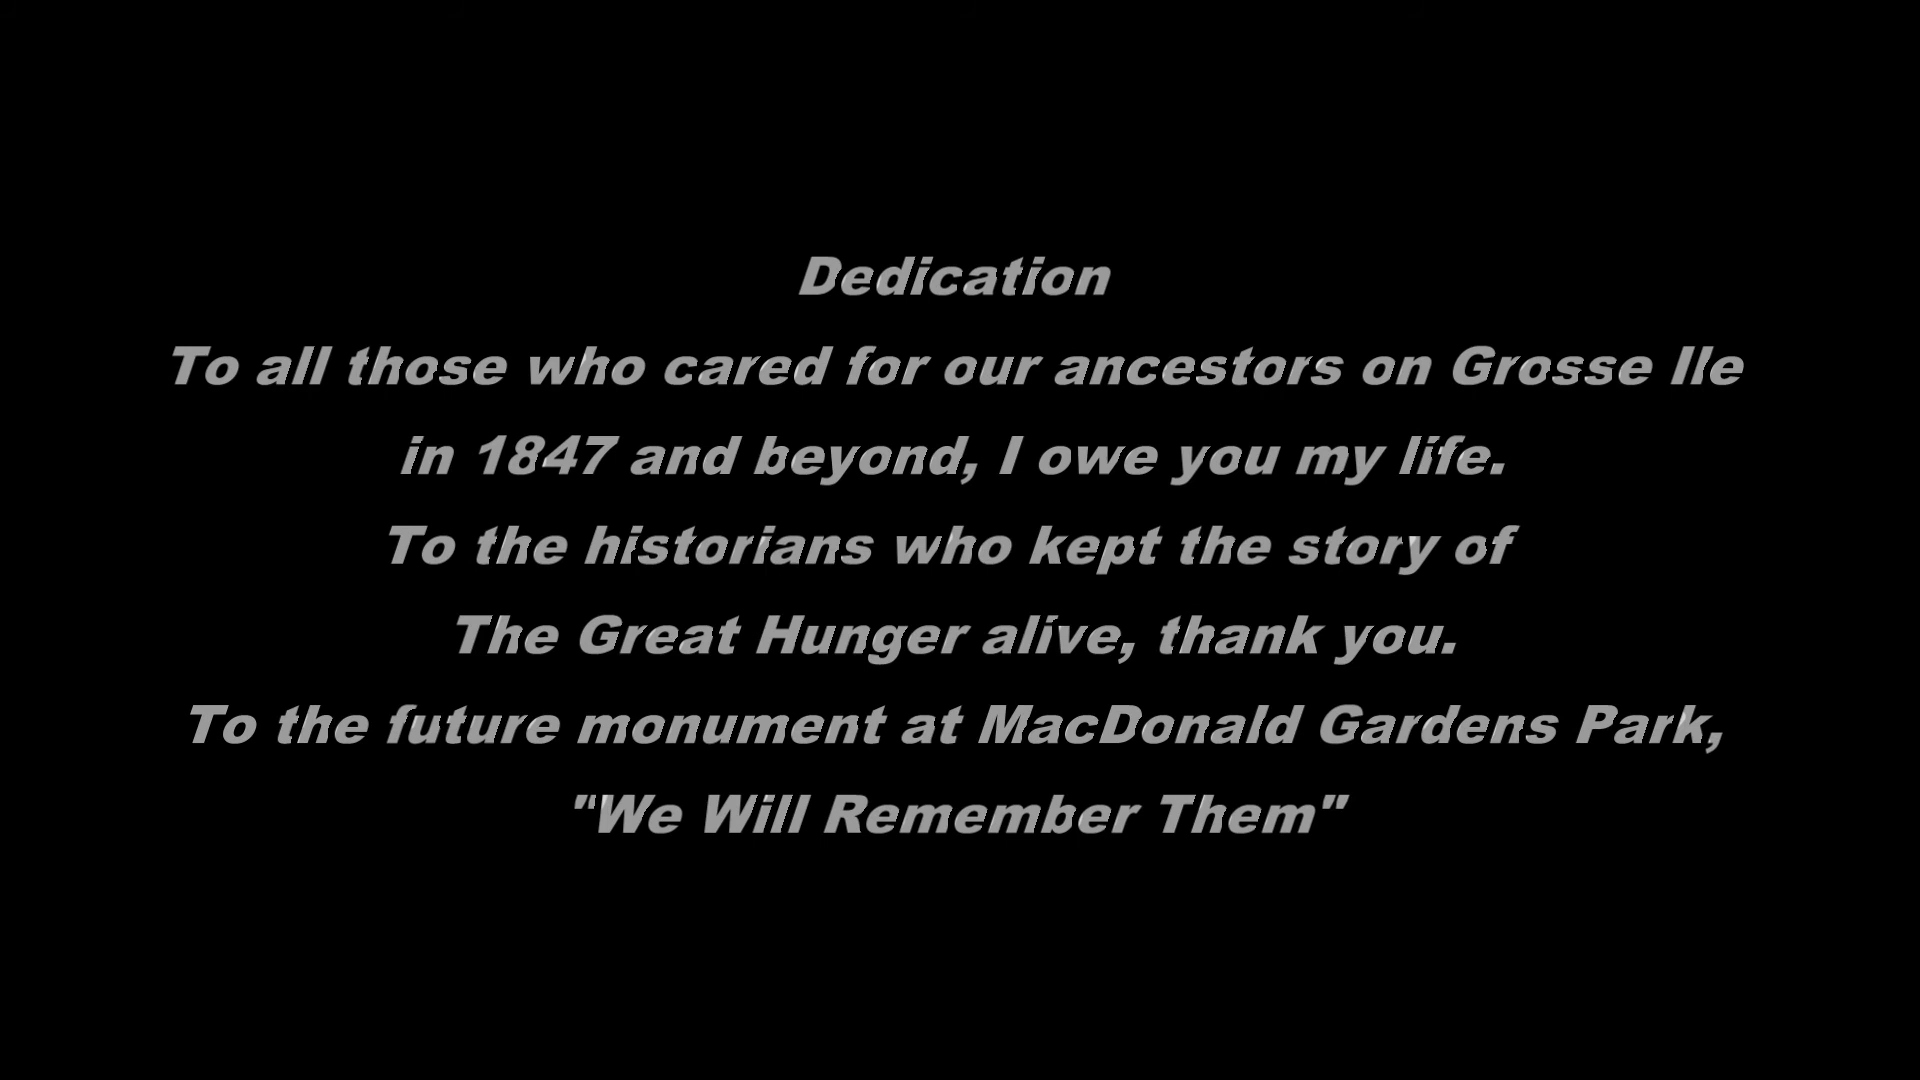 Dedication
To all those who cared for our ancestors on Grosse Ile
in 1847 and beyond, I owe you my life.
To the historians who kept the story of
The Great Hunger alive, thank you.
To the future monument at MacDonald Gardens Park,
"We Will Remember Them"